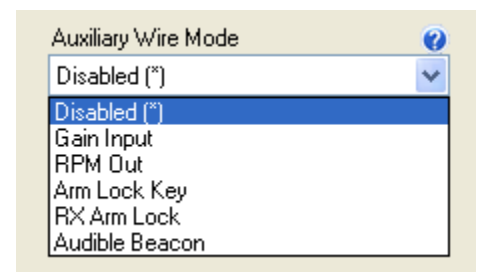 Auxiliary Wire Mode
Disabled (*)
Disabled (*)
Gain Input
RPM Out
Arm Lock Key
RX Arm Lock
Audible Beacon